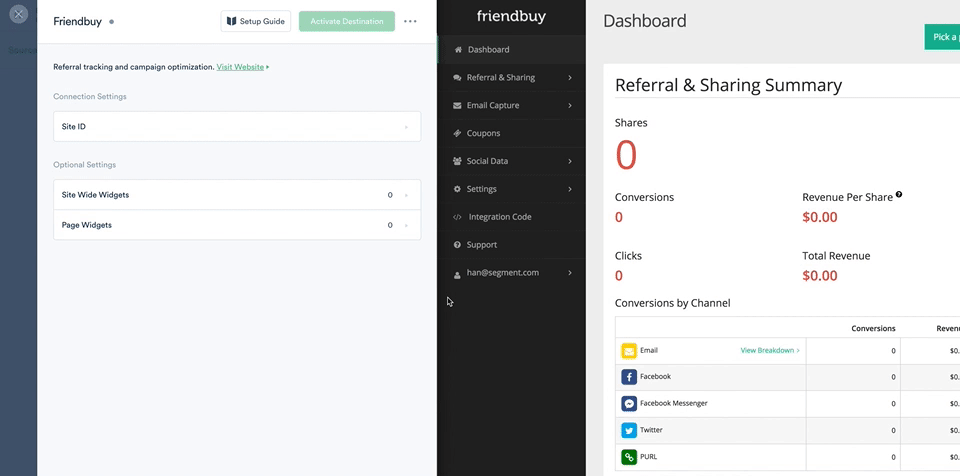 Source
Friendbuy
Setup Guide
Activate Destination
Referral tracking and campaign optimization. Visit Website
Connection Settings
Site ID
Optional Settings
Site Wide Widgets 0
Page Widgets 0
friendbuy
Dashboard
Referral & Sharing
Email Capture
Coupons
Social Data
Settings
Integration Code
Support
han@segment.com
Dashboard
Pick a
Referral & Sharing Summary
Shares
0
Conversions Revenue Per Share
0 $0.00
Clicks Total Revenue
0 $0.00
Conversions by Channel
Conversions Revenu
Email View Breakdown 0 $0.
Facebook 0 $0.
Facebook Messenger 0 $0.
Twitter 0 $0.
PURL 0 $0.